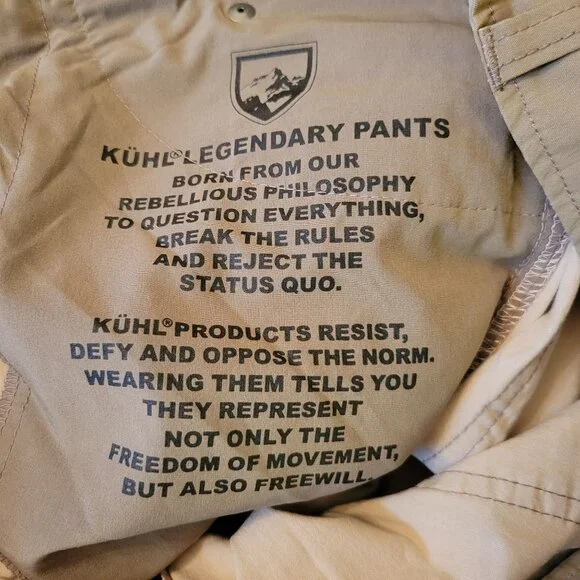 KÜHL® LEGENDARY PANTS
BORN FROM OUR
REBELLIOUS PHILOSOPHY
TO QUESTION EVERYTHING,
BREAK THE RULES
AND REJECT THE
STATUS QUO.
KÜHL® PRODUCTS RESIST,
DEFY AND OPPOSE THE NORM.
WEARING THEM TELLS YOU
THEY REPRESENT
NOT ONLY THE
FREEDOM OF MOVEMENT,
BUT ALSO FREEWILL.